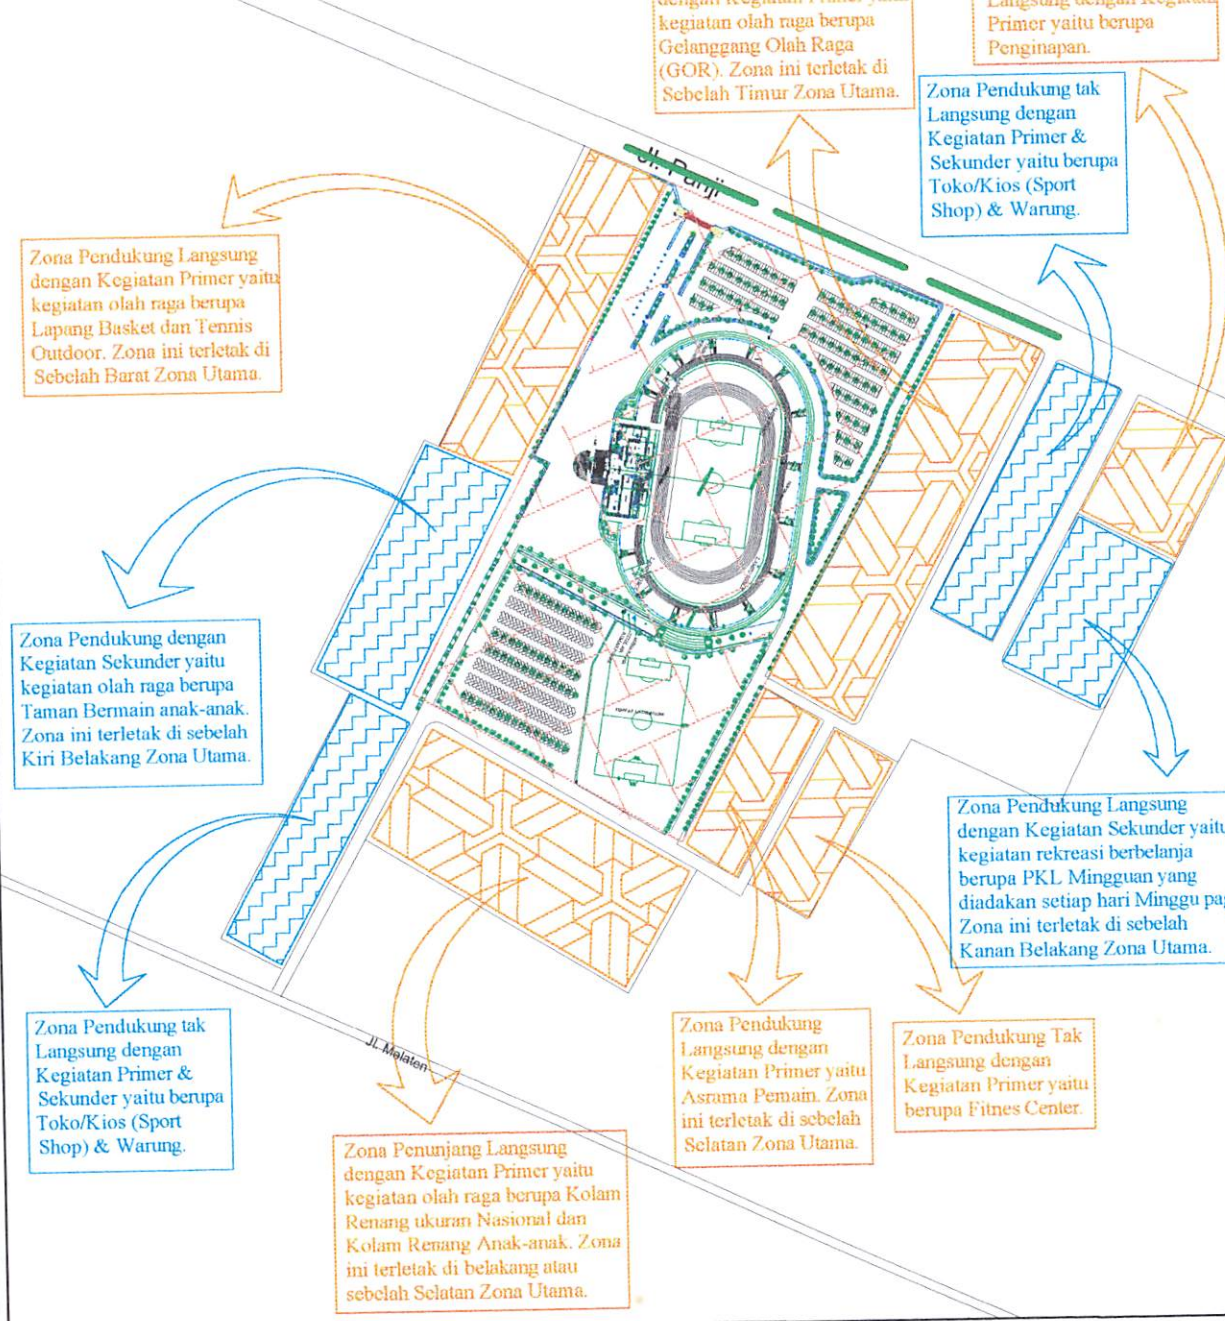 dengan Kegiatan Primer
kegiatan olah raga berupa
Gelanggang Olah Raga
(GOR). Zona ini terletak di
Sebelah Timur Zona Utama.
Langsung dengan Kegiatan
Primer yaitu berupa
Penginapan.
Zona Pendukung tak
Langsung dengan
Kegiatan Primer &
Sekunder yaitu berupa
Toko/Kios (Sport
Shop) & Warung.
Jl. Panji
Zona Pendukung Langsung
dengan Kegiatan Primer yaitu
kegiatan olah raga berupa
Lapang Basket dan Tennis
Outdoor. Zona ini terletak di
Sebelah Barat Zona Utama.
Zona Pendukung dengan
Kegiatan Sekunder yaitu
kegiatan olah raga berupa
Taman Bermain anak-anak.
Zona ini terletak di sebelah
Kiri Belakang Zona Utama.
Zona Pendukung Langsung
dengan Kegiatan Sekunder yaitu
kegiatan rekreasi berbelanja
berupa PKL Mingguan yang
diadakan setiap hari Minggu pag
Zona ini terletak di sebelah
Kanan Belakang Zona Utama.
Zona Pendukung tak
Langsung dengan
Kegiatan Primer &
Sekunder yaitu berupa
Toko/Kios (Sport
Shop) & Warung.
JL. Melaten
Zona Pendukung
Langsung dengan
Kegiatan Primer yaitu
Asrama Pemain. Zona
ini terletak di sebelah
Selatan Zona Utama.
Zona Pendukung Tak
Langsung dengan
Kegiatan Primer yaitu
berupa Fitnes Center.
Zona Penunjang Langsung
dengan Kegiatan Primer yaitu
kegiatan olah raga berupa Kolam
Renang ukuran Nasional dan
Kolam Renang Anak-anak. Zona
ini terletak di belakang atau
sebelah Selatan Zona Utama.